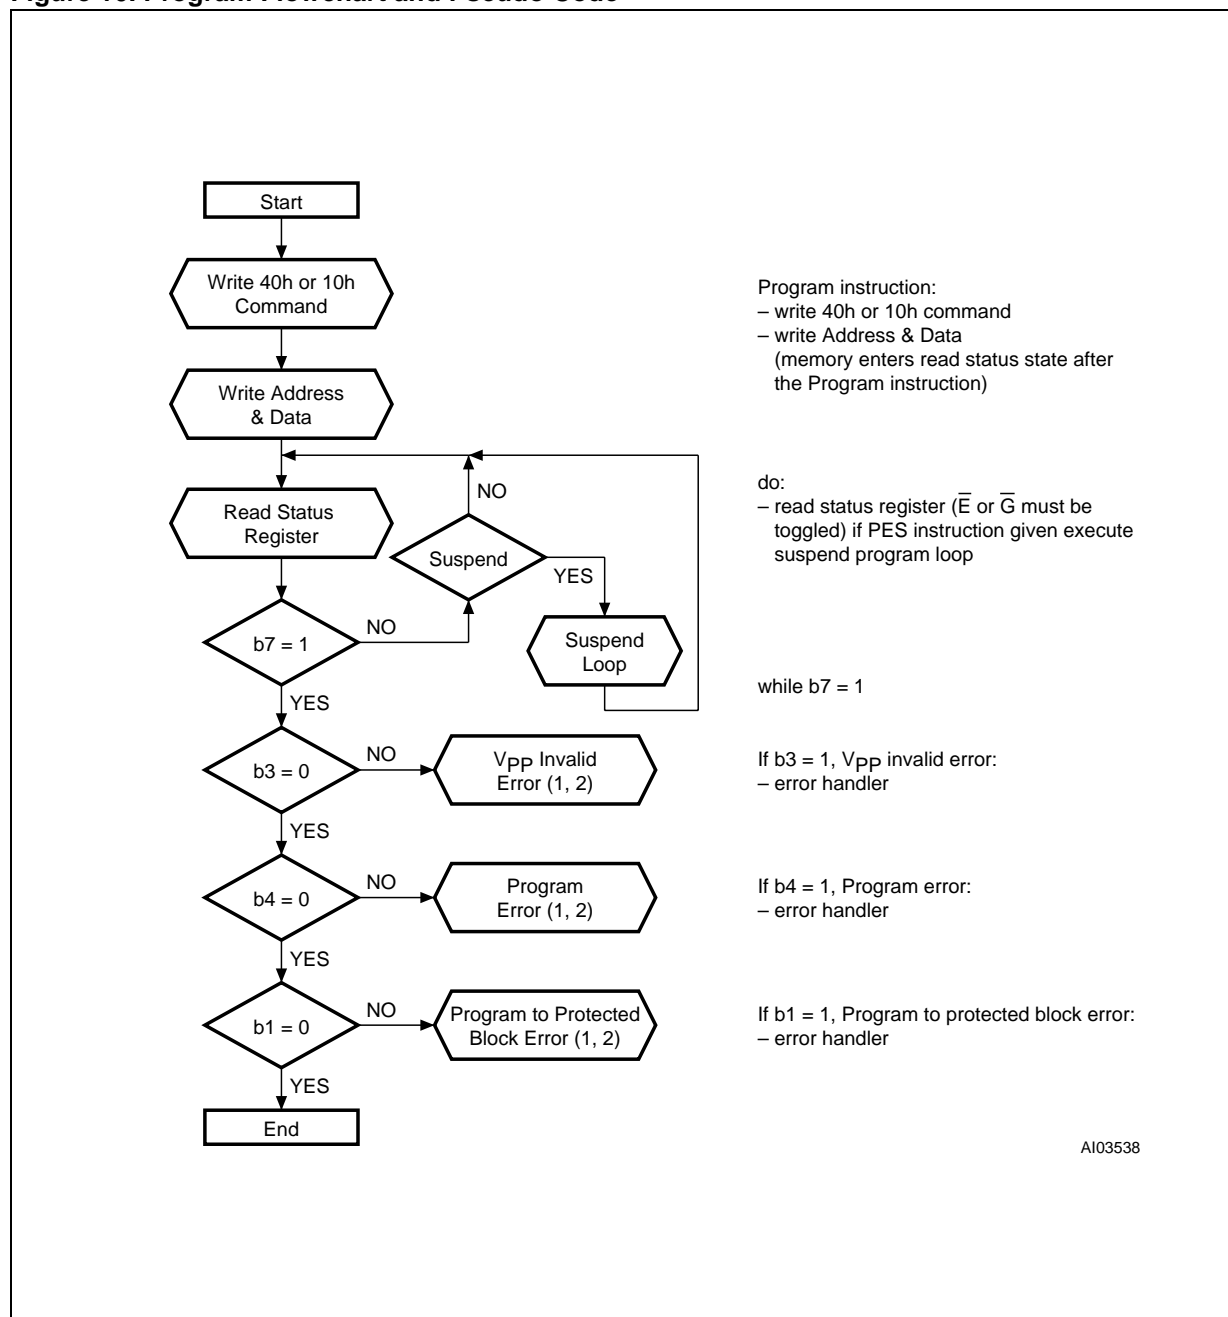 Figure
Program Flowchart and Pseudo Code
Start
Write 40h or 10h
Command
Program instruction:
– write 40h or 10h command
– write Address & Data
(memory enters read status state after
the Program instruction)
Write Address
& Data
NO
do:
– read status register (E̅ or G̅ must be
toggled) if PES instruction given execute
suspend program loop
Read Status
Register
Suspend
YES
b7 = 1
NO
Suspend
Loop
while b7 = 1
YES
b3 = 0
NO
VPP Invalid
Error (1, 2)
If b3 = 1, VPP invalid error:
– error handler
YES
b4 = 0
NO
Program
Error (1, 2)
If b4 = 1, Program error:
– error handler
YES
b1 = 0
NO
Program to Protected
Block Error (1, 2)
If b1 = 1, Program to protected block error:
– error handler
YES
End
AI03538